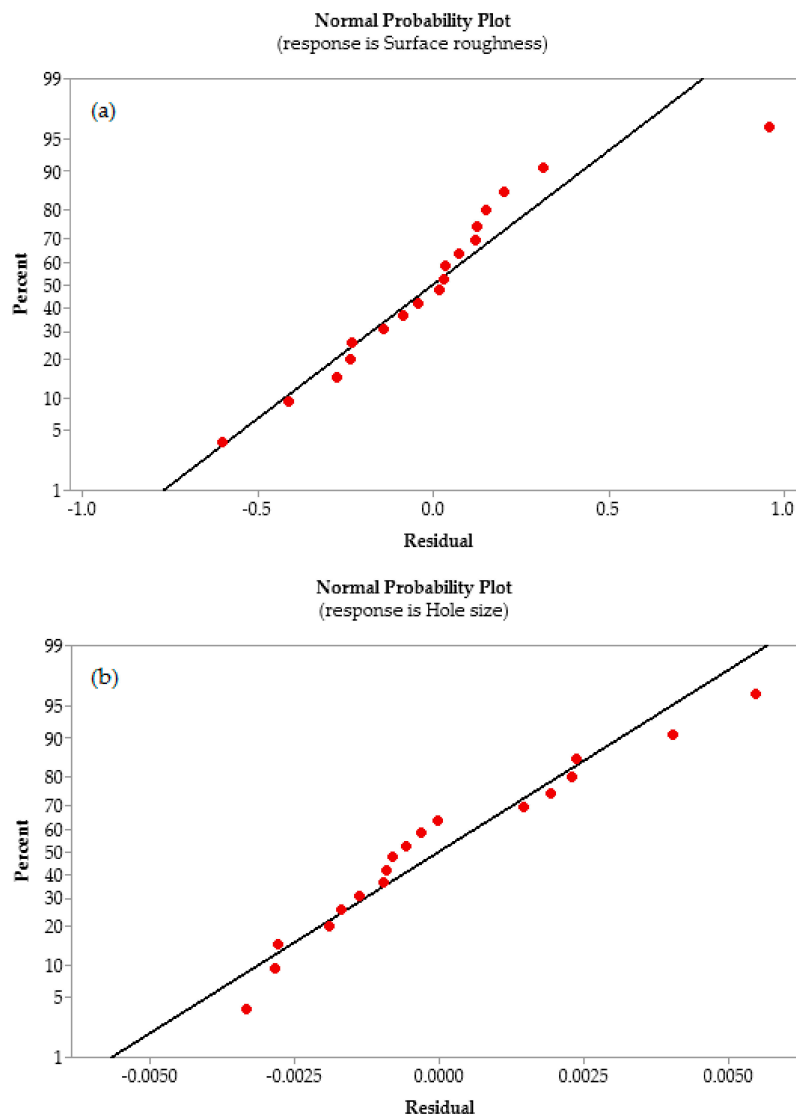 Normal Probability Plot
(response is Surface roughness)
(a)
99
95
90
80
70
60
50
40
30
20
10
5
1
Percent
-1.0 -0.5 0.0 0.5 1.0
Residual
Normal Probability Plot
(response is Hole size)
(b)
99
95
90
80
70
60
50
40
30
20
10
5
1
Percent
-0.0050 -0.0025 0.0000 0.0025 0.0050
Residual